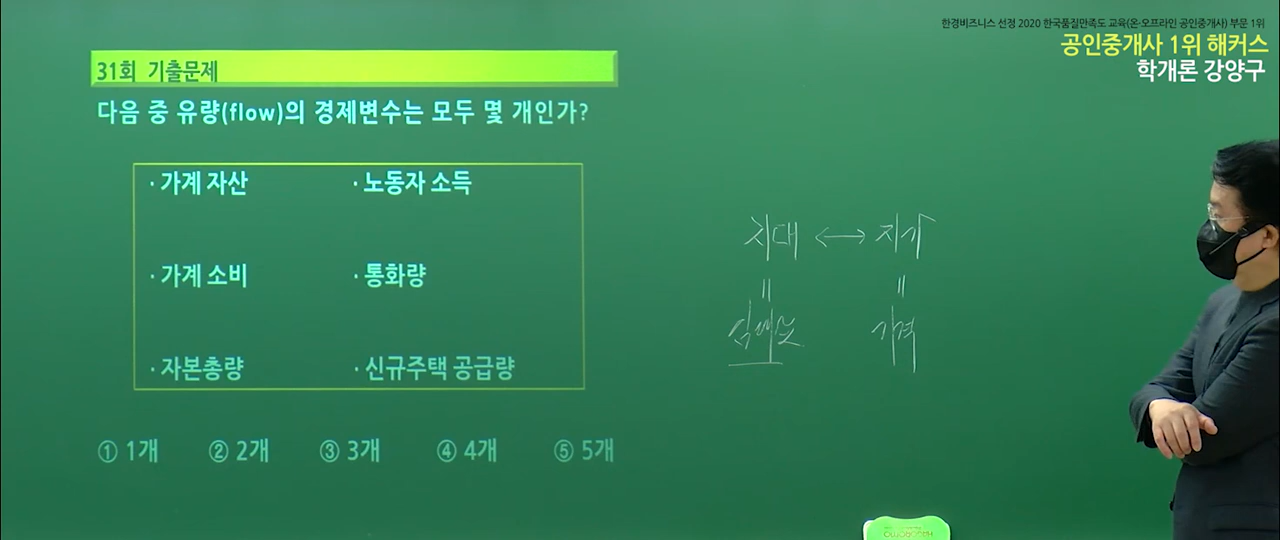 한경비즈니스 선정 2020 한국품질만족도 교육(온·오프라인 공인중개사) 부문 1위
공인중개사 1위 해커스
학개론 강양구
31회 기출문제
다음 중 유량(flow)의 경제변수는 모두 몇 개인가?
· 가계 자산 · 노동자 소득
· 가계 소비 · 통화량
· 자본총량 · 신규주택 공급량
① 1개 ② 2개 ③ 3개 ④ 4개 ⑤ 5개
지대 ↔ 지가
= =
임대료 가격